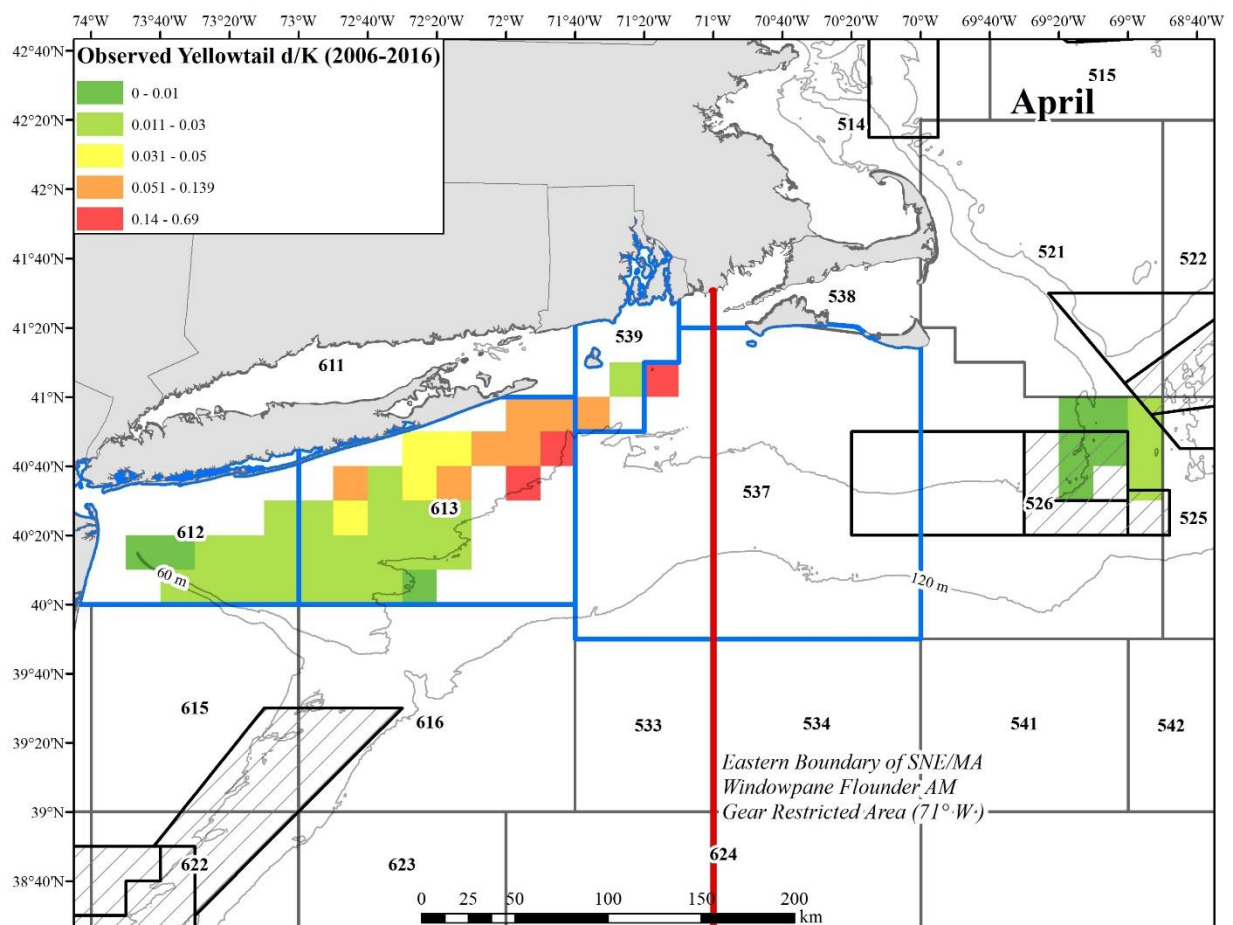 74°W 73°40'W 73°20'W 73°W 72°40'W 72°20'W 72°W 71°40'W 71°20'W 71°W 70°40'W 70°20'W 70°W 69°40'W 69°20'W 69°W 68°40'W
42°40'N
Observed Yellowtail d/K (2006-2016)
0 - 0.01
0.011 - 0.03
0.031 - 0.05
0.051 - 0.139
0.14 - 0.69
April
515
514
42°20'N
42°N
41°40'N
521
522
538
41°20'N
539
611
41°N
40°40'N
537
613
526
525
612
40°20'N
60 m
120 m
40°N
39°40'N
615
616
533
534
541
542
39°20'N
Eastern Boundary of SNE/MA
Windowpane Flounder AM
Gear Restricted Area (71° W)
39°N
624
622
623
38°40'N
0 25 50 100 150 200
km